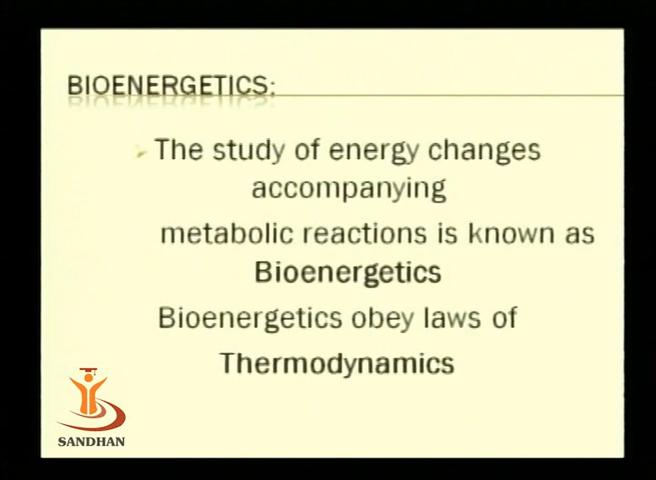 BIOENERGETICS:
The study of energy changes
accompanying
metabolic reactions is known as
Bioenergetics
Bioenergetics obey laws of
Thermodynamics
SANDHAN